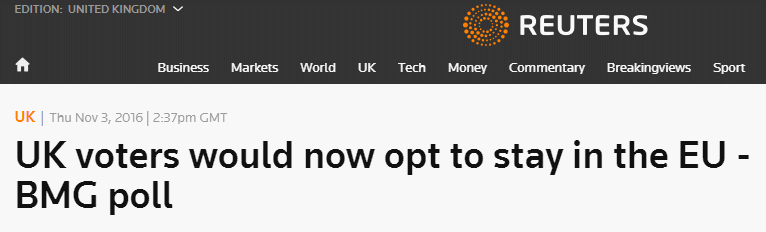 EDITION: UNITED KINGDOM
REUTERS
Business Markets World UK Tech Money Commentary Breakingviews Sport
UK | Thu Nov 3, 2016 | 2:37pm GMT
UK voters would now opt to stay in the EU -
BMG poll